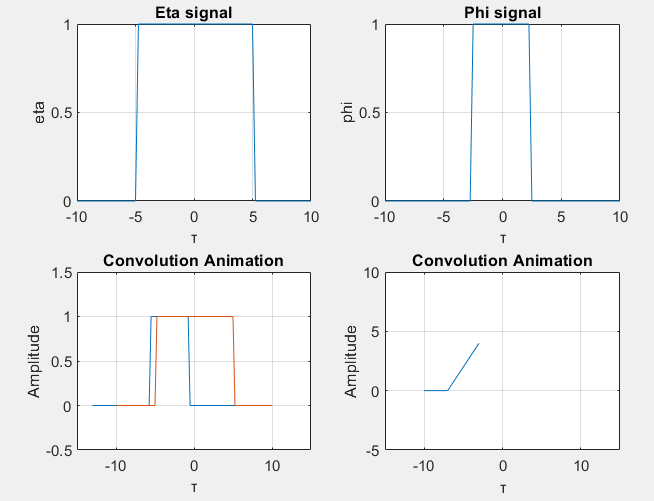 Eta signal
eta
1
0.5
0
-10 -5 0 5 10
τ
Phi signal
phi
1
0.5
0
-10 -5 0 5 10
τ
Convolution Animation
Amplitude
1.5
1
0.5
0
-0.5
-10 0 10
τ
Convolution Animation
Amplitude
10
5
0
-5
-10 0 10
τ